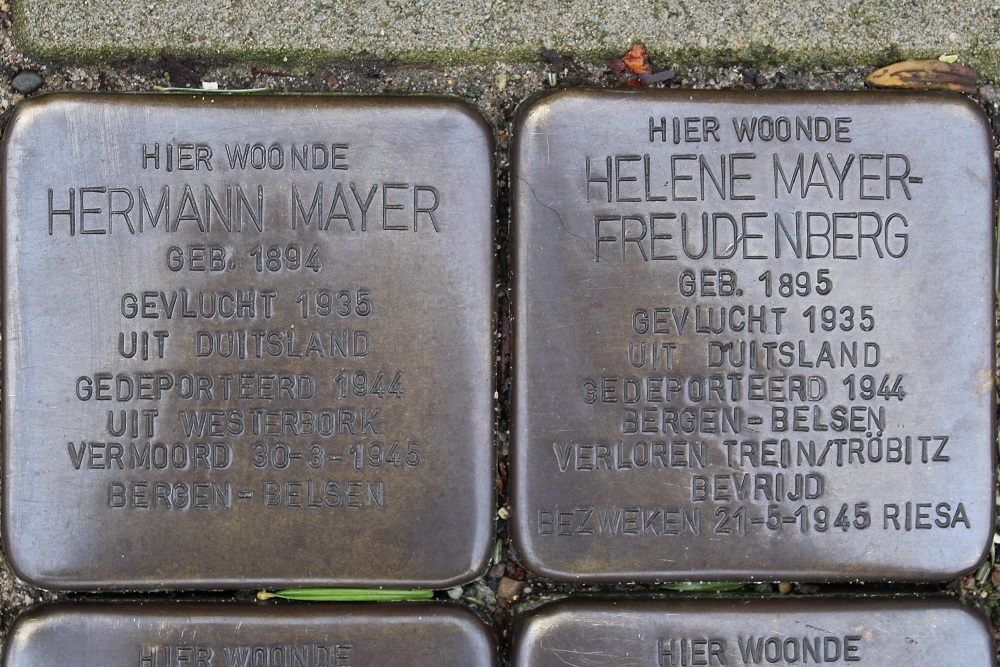 HIER WOONDE
HERMANN MAYER
GEB. 1894
GEVLUCHT 1935
UIT DUITSLAND
GEDEPORTEERD 1944
UIT WESTERBORK
VERMOORD 30-3-1945
BERGEN-BELSEN
HIER WOONDE
HELENE MAYER-
FREUDENBERG
GEB. 1895
GEVLUCHT 1935
UIT DUITSLAND
GEDEPORTEERD 1944
BERGEN-BELSEN
VERLOREN TREIN/TRÖBITZ
BEVRIJD
BEZWEKEN 21-5-1945 RIESA
HIER WOONDE
HIER WOONDE